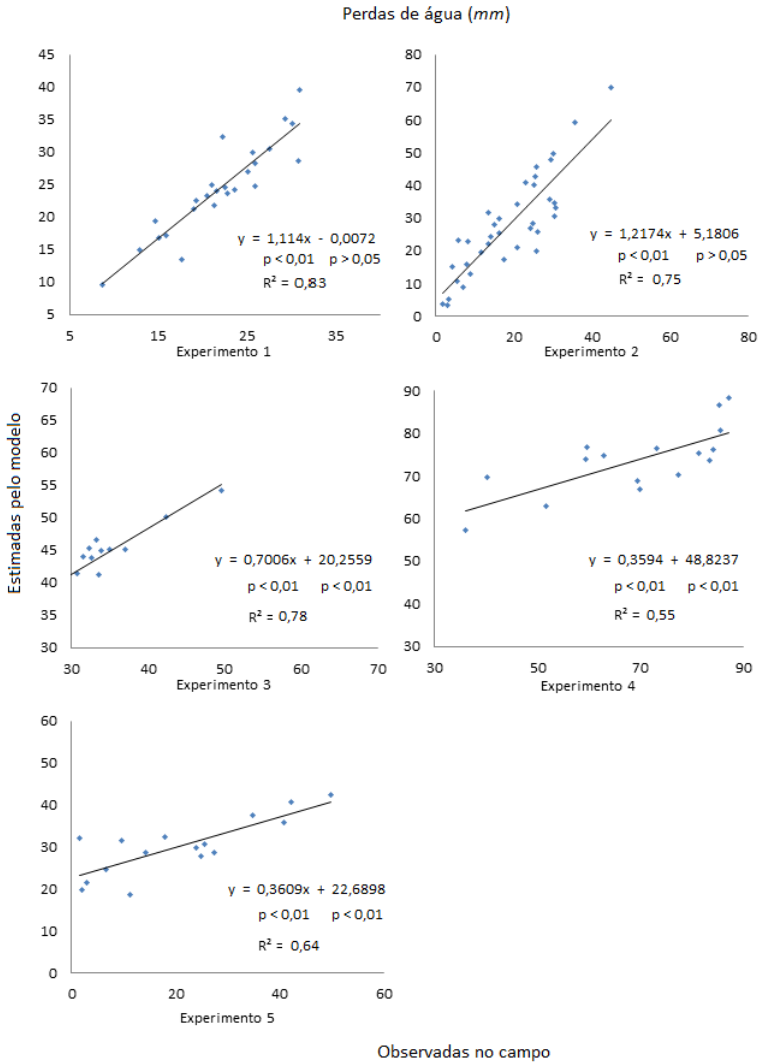 Perdas de água (mm)
45
40
35
30
25
20
15
10
5
5
15
25
35
y = 1,114x - 0,0072
p < 0,01 p > 0,05
R² = 0,83
Experimento 1
80
70
60
50
40
30
20
10
0
0
20
40
60
80
y = 1,2174x + 5,1806
p < 0,01 p > 0,05
R² = 0,75
Experimento 2
Estimadas pelo modelo
70
65
60
55
50
45
40
35
30
30
40
50
60
70
y = 0,7006x + 20,2559
p < 0,01 p < 0,01
R² = 0,78
Experimento 3
90
80
70
60
50
40
30
30
50
70
90
y = 0,3594 + 48,8237
p < 0,01 p < 0,01
R² = 0,55
Experimento 4
60
50
40
30
20
10
0
0
20
40
60
y = 0,3609x + 22,6898
p < 0,01 p < 0,01
R² = 0,64
Experimento 5
Observadas no campo